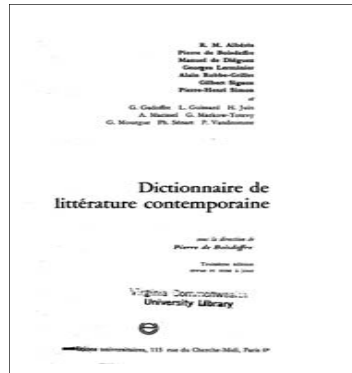 R. M. Albérès
Pierre de Boisdeffre
Manuel de Diéguez
Georges Lerminier
Alain Robbe-Grillet
Gilbert Sigaux
Pierre-Henri Simon
et
G. Gadoffre L. Guissard H. Juin
A. Marissel G. Markow-Totevy
G. Mourgue Ph. Sénart P. Vandromme
Dictionnaire de
littérature contemporaine
sous la direction de
Pierre de Boisdeffre
Troisième édition
revue et mise à jour
Virginia Commonwealth
University Library
éditions universitaires, 115 rue du Cherche-Midi, Paris 6e